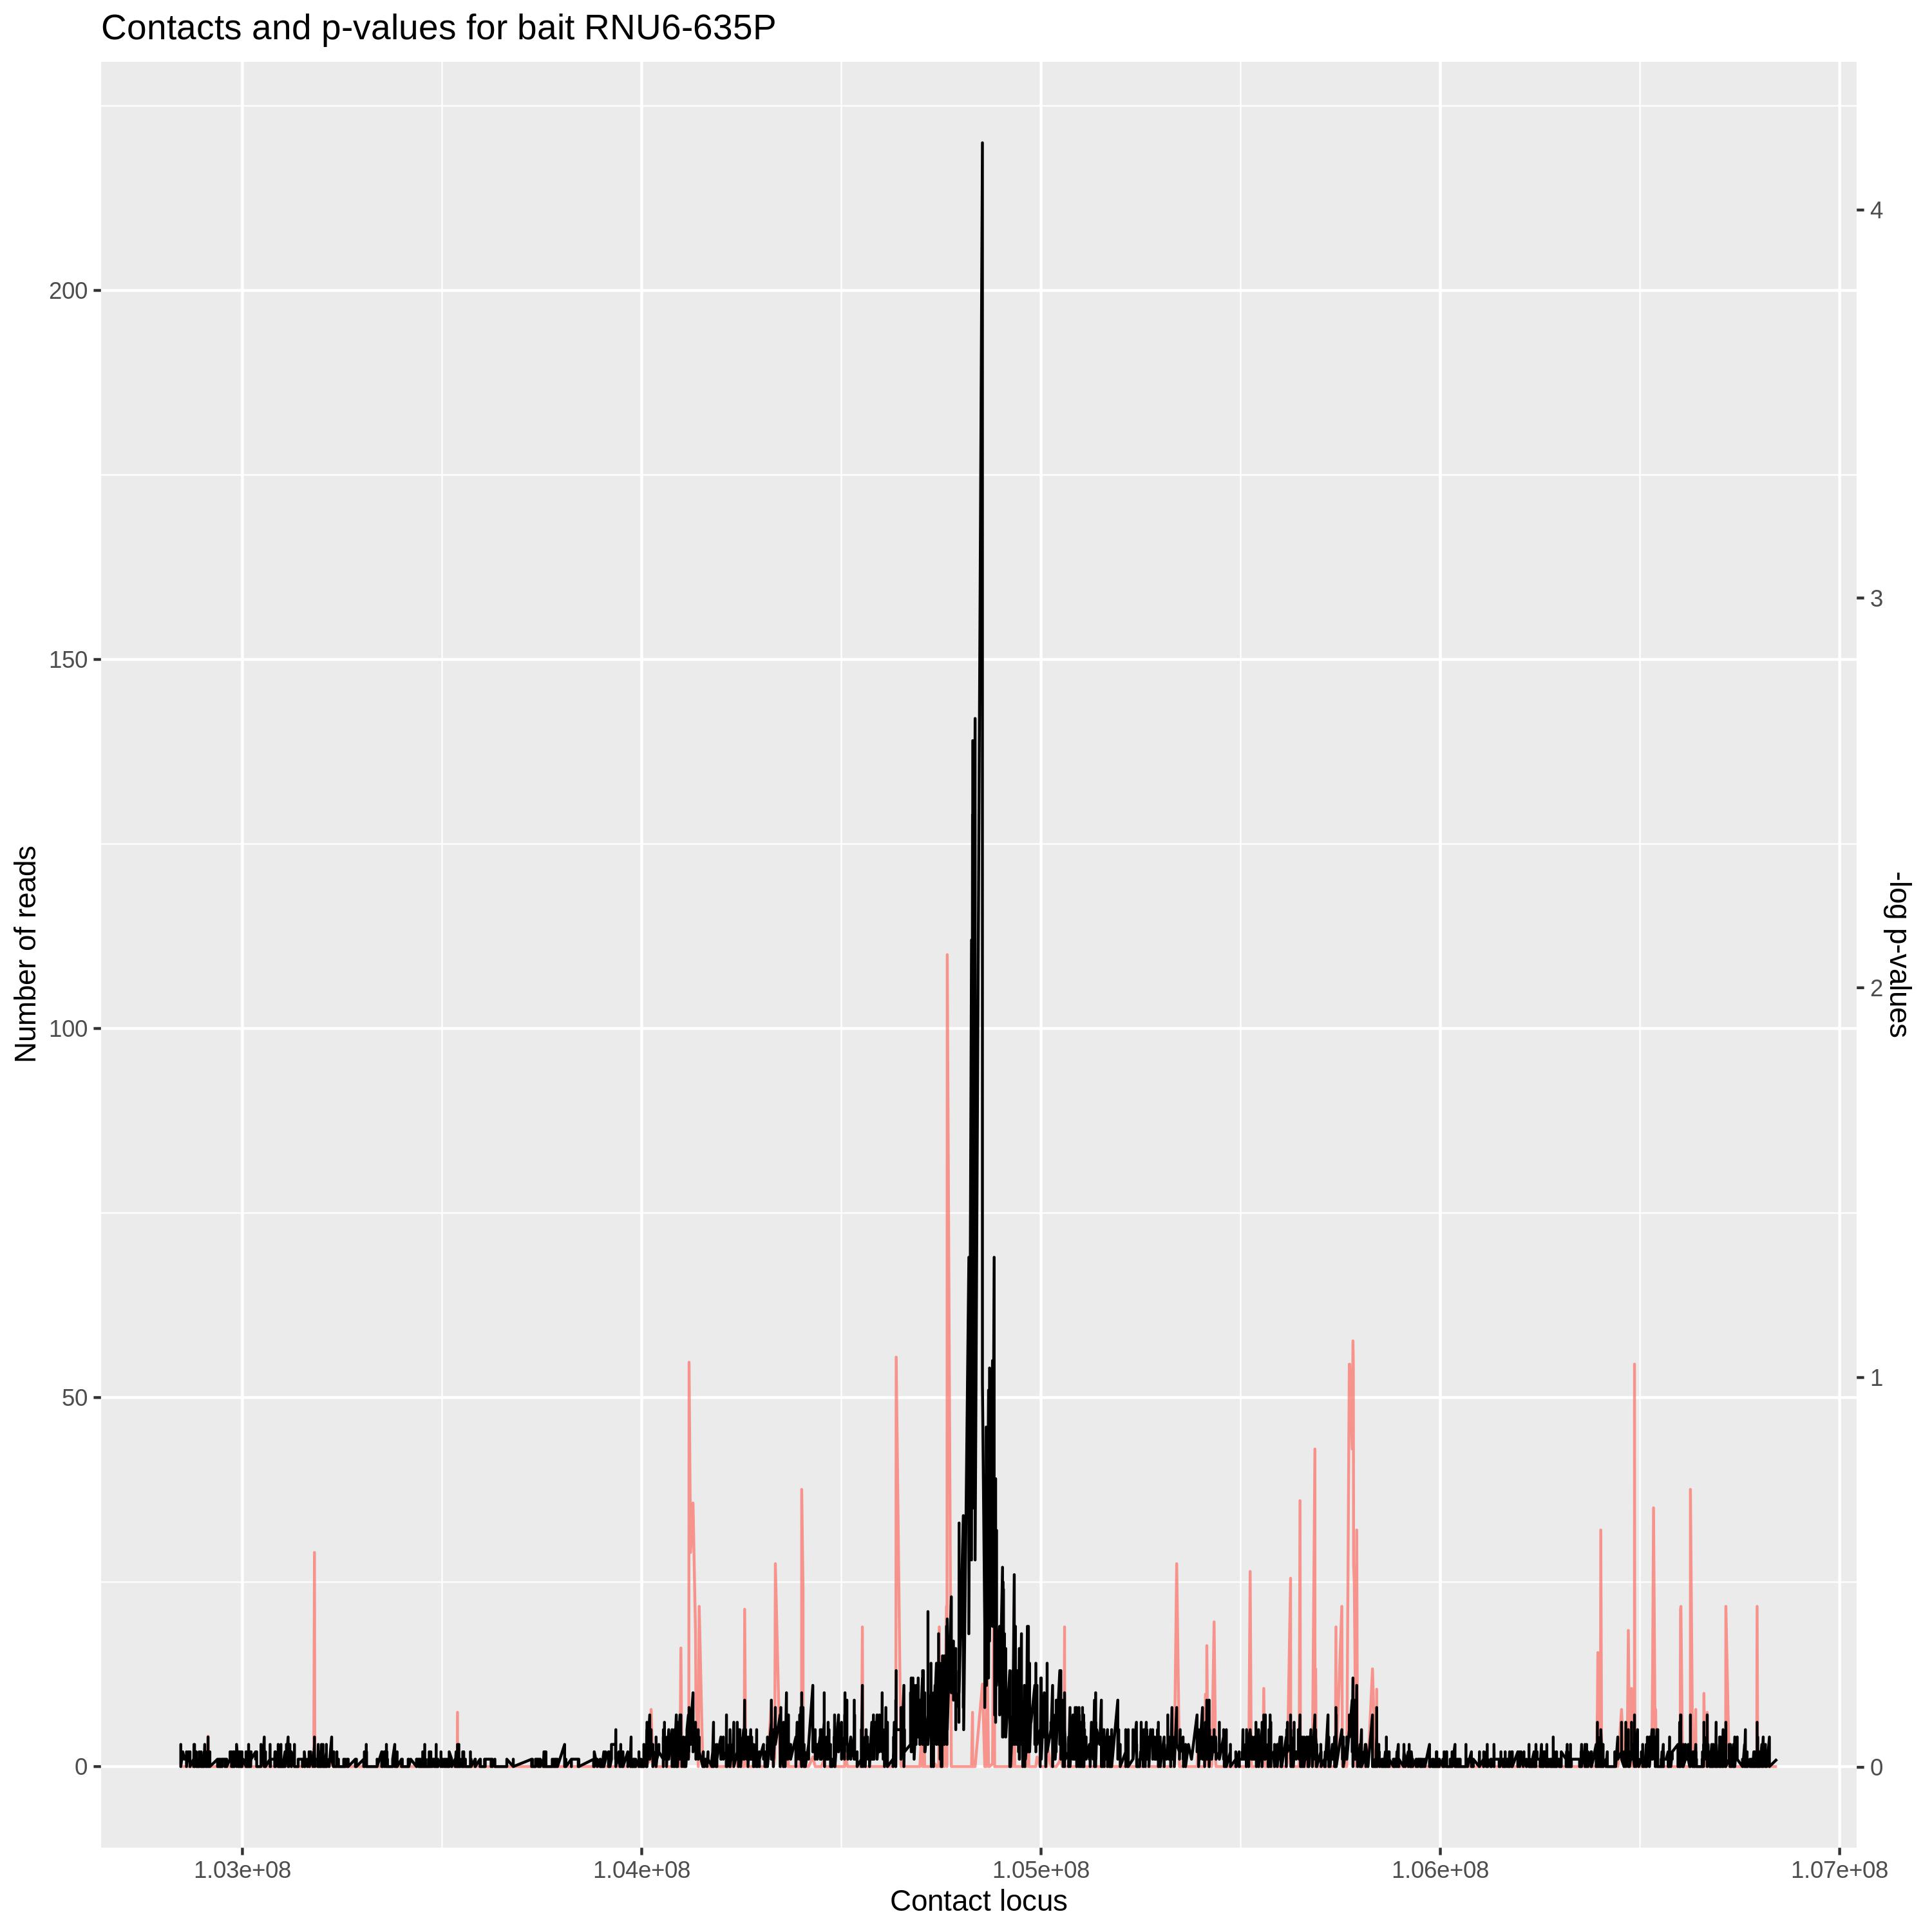 Contacts and p-values for bait RNU6-635P
200
150
100
50
0
Number of reads
4
3
2
1
0
-log p-values
1.03e+08
1.04e+08
1.05e+08
1.06e+08
1.07e+08
Contact locus